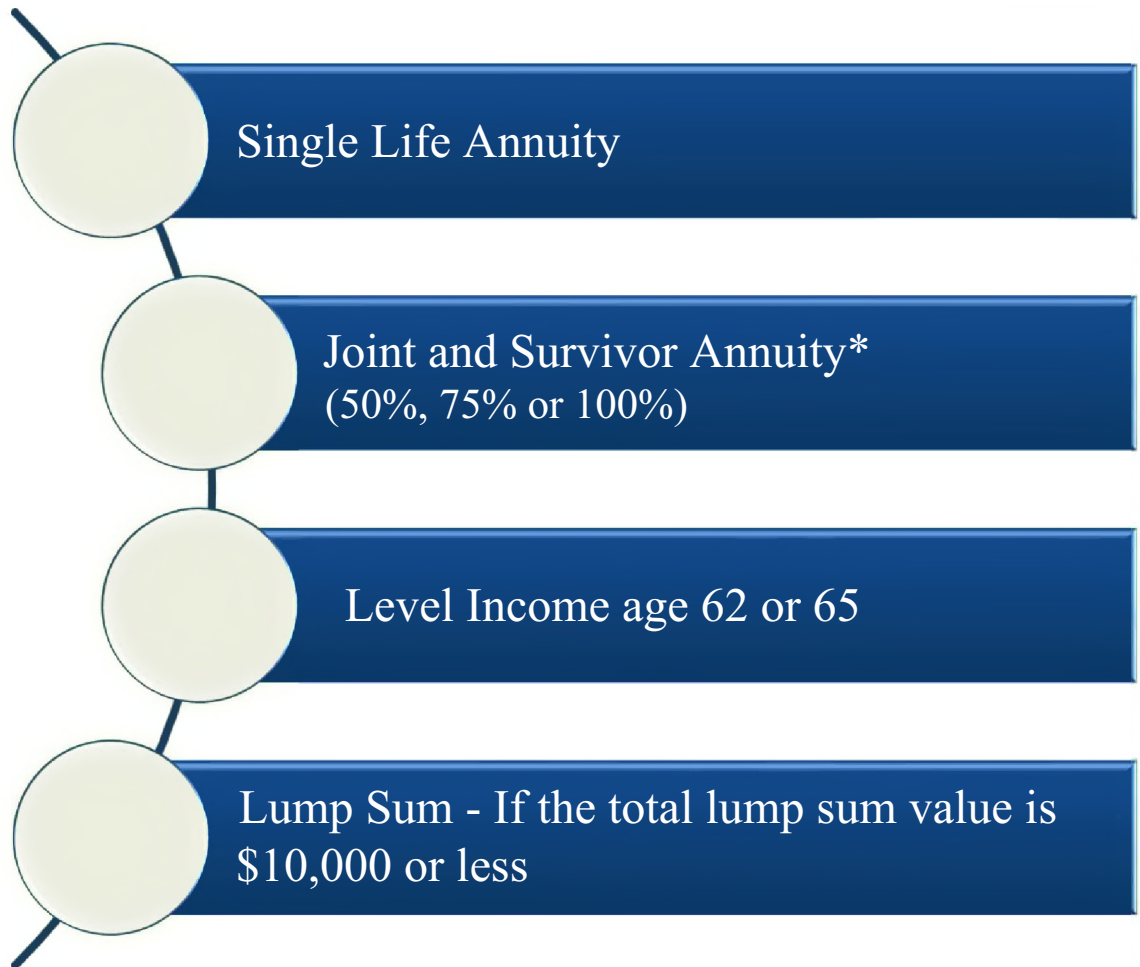 Single Life Annuity
Joint and Survivor Annuity*
(50%, 75% or 100%)
Level Income age 62 or 65
Lump Sum - If the total lump sum value is
$10,000 or less